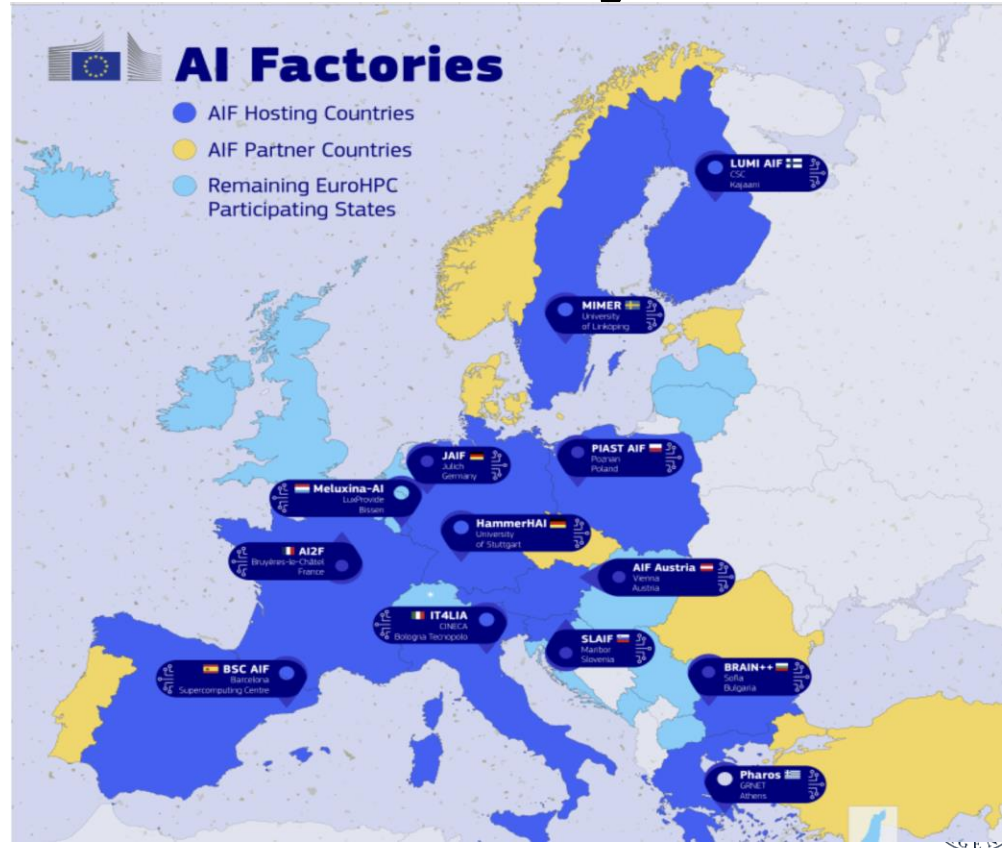 AI Factories
AIF Hosting Countries
AIF Partner Countries
Remaining EuroHPC
Participating States
LUMI AIF
CSC
Kajaani
MIMER
University
of Linköping
JAIF
Julich
Germany
PIAST AIF
Poznan
Poland
Meluxina-AI
LuxProvide
Bissen
HammerHAI
University
of Stuttgart
AI2F
Bruyères-le-Châtel
France
AIF Austria
Vienna
Austria
IT4LIA
CINECA
Bologna Tecnopolo
SLAIF
Maribor
Slovenia
BSC AIF
Barcelona
Supercomputing Centre
BRAIN++
Sofia
Bulgaria
Pharos
GRNET
Athens